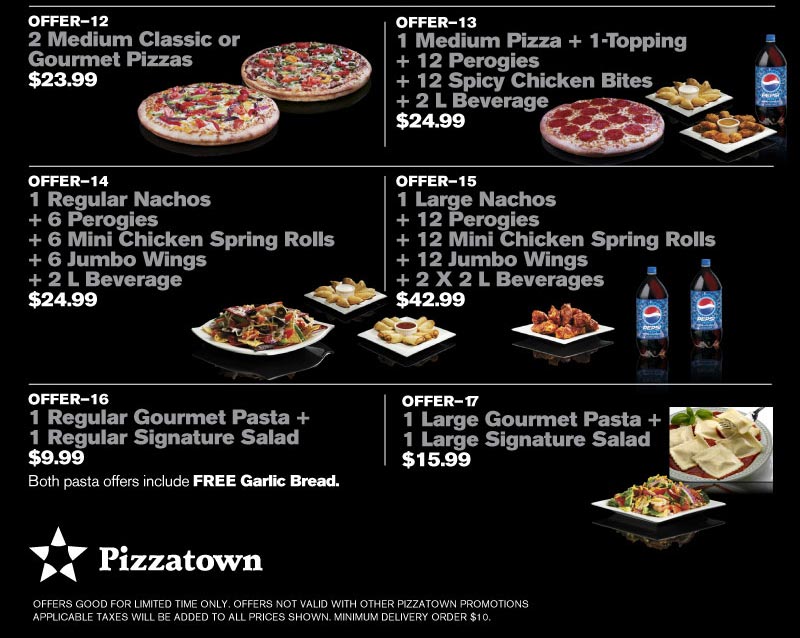 OFFER–12
2 Medium Classic or
Gourmet Pizzas
$23.99
OFFER–13
1 Medium Pizza + 1-Topping
+ 12 Perogies
+ 12 Spicy Chicken Bites
+ 2 L Beverage
$24.99
PEPSI
OFFER–14
1 Regular Nachos
+ 6 Perogies
+ 6 Mini Chicken Spring Rolls
+ 6 Jumbo Wings
+ 2 L Beverage
$24.99
OFFER–15
1 Large Nachos
+ 12 Perogies
+ 12 Mini Chicken Spring Rolls
+ 12 Jumbo Wings
+ 2 X 2 L Beverages
$42.99
PEPSI
PEPSI
OFFER–16
1 Regular Gourmet Pasta +
1 Regular Signature Salad
$9.99
Both pasta offers include FREE Garlic Bread.
OFFER–17
1 Large Gourmet Pasta +
1 Large Signature Salad
$15.99
Pizzatown
OFFERS GOOD FOR LIMITED TIME ONLY. OFFERS NOT VALID WITH OTHER PIZZATOWN PROMOTIONS
APPLICABLE TAXES WILL BE ADDED TO ALL PRICES SHOWN. MINIMUM DELIVERY ORDER $10.